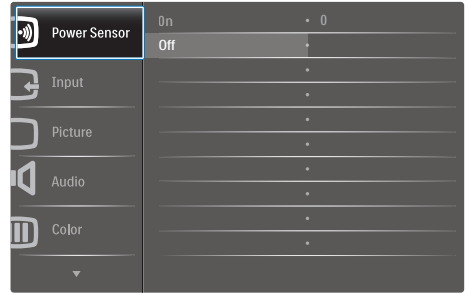 Power Sensor
On • 0
Off •
•
Input
•
•
Picture
•
•
Audio
•
•
Color
•
▼